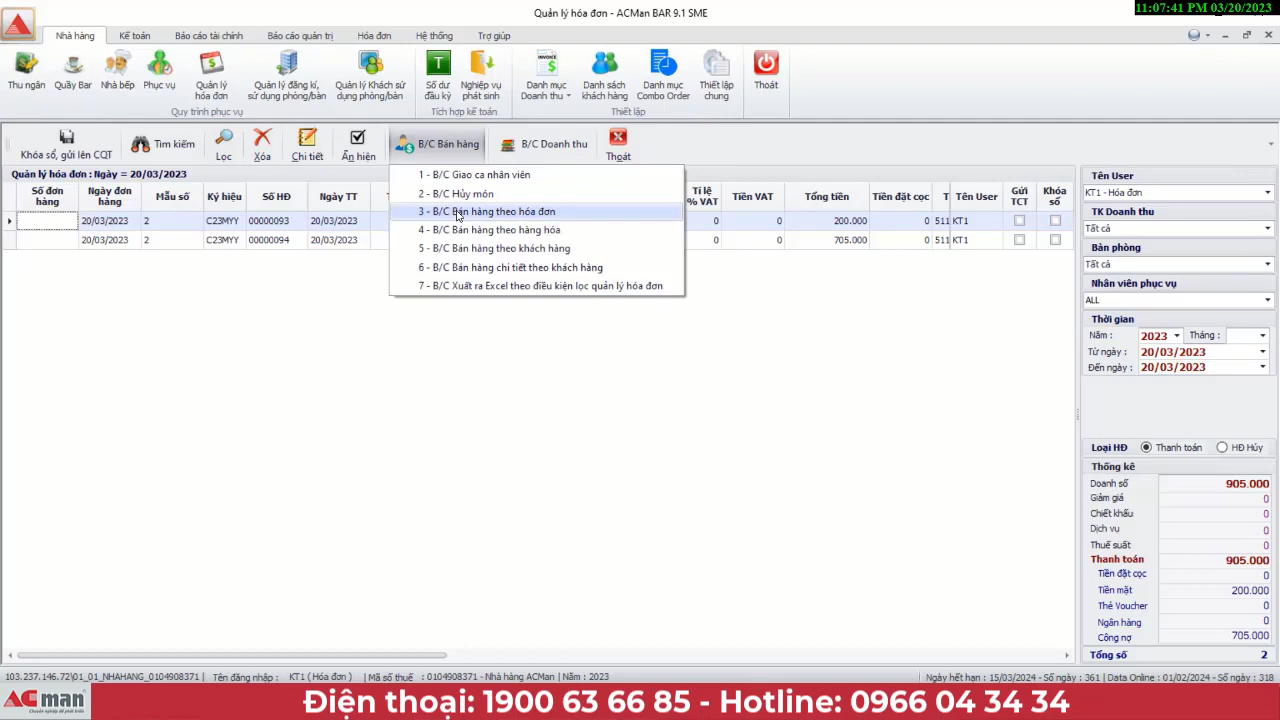 11:07:41 PM 03/20/2023
Quản lý hóa đơn - ACMan BAR 9.1 SME
Nhà hàng Kế toán Báo cáo tài chính Báo cáo quản trị Hóa đơn Hệ thống Trợ giúp
Thu ngân Quầy Bar Nhà bếp Phục vụ Quản lý Quản lý đăng kí, Quản lý Khách sử Số dư Nghiệp vụ Danh mục Danh sách Danh mục Thiết lập Thoát
hóa đơn sử dụng phòng/bàn dụng phòng/bàn đầu kỳ phát sinh Doanh thu khách hàng Combo Order chung
Quy trình phục vụ Tích hợp kế toán Thiết lập
Khóa sổ, gửi lên CQT Tìm kiếm Lọc Xóa Chi tiết Ẩn hiện B/C Bán hàng B/C Doanh thu Thoát
Quản lý hóa đơn : Ngày = 20/03/2023
Số đơn hàng Ngày đơn hàng Mẫu số Ký hiệu Số HĐ Ngày TT Tỉ lệ % VAT Tiền VAT Tổng tiền Tiền đặt cọc T Tên User Gửi TCT Khóa sổ
20/03/2023 2 C23MYY 00000093 20/03/2023 0 0 200.000 0 511 KT1
20/03/2023 2 C23MYY 00000094 20/03/2023 0 0 705.000 0 511 KT1
1 - B/C Giao ca nhân viên
2 - B/C Hủy món
3 - B/C Bán hàng theo hóa đơn
4 - B/C Bán hàng theo hàng hóa
5 - B/C Bán hàng theo khách hàng
6 - B/C Bán hàng chi tiết theo khách hàng
7 - B/C Xuất ra Excel theo điều kiện lọc quản lý hóa đơn
Tên User
KT1 - Hóa đơn
TK Doanh thu
Tất cả
Bàn phòng
Tất cả
Nhân viên phục vụ
ALL
Thời gian
Năm : 2023 Tháng :
Từ ngày : 20/03/2023
Đến ngày : 20/03/2023
Loại HĐ Thanh toán HĐ Hủy
Thống kê
Doanh số 905.000
Giảm giá 0
Chiết khấu 0
Dịch vụ 0
Thuế suất 0
Thanh toán 905.000
Tiền đặt cọc 0
Tiền mặt 200.000
Thẻ Voucher 0
Ngân hàng 0
Công nợ 705.000
Tổng số 2
103.237.146.72\01_01_NHAHANG_0104908371 Tên đăng nhập : KT1 ( Hóa đơn ) Mã số thuế : 0104908371 - Nhà hàng ACMan Năm : 2023 Ngày hết hạn : 15/03/2024 - Số ngày : 361 Data Online : 01/02/2024 - Số ngày : 318
ACman
Chuyên nghiệp để phát triển
Điện thoại: 1900 63 66 85 - Hotline: 0966 04 34 34